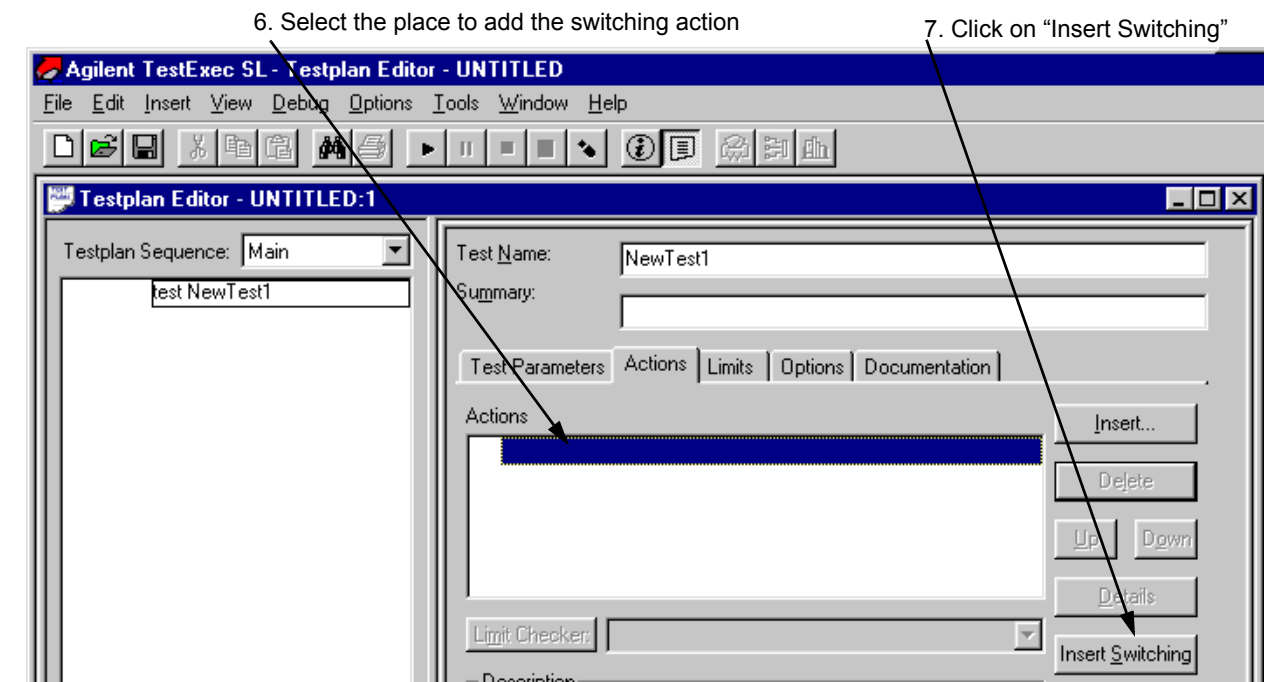 6. Select the place to add the switching action
7. Click on “Insert Switching”
Agilent TestExec SL - Testplan Editor - UNTITLED
File Edit Insert View Debug Options Tools Window Help
Testplan Editor - UNTITLED:1
Testplan Sequence: Main
test NewTest1
Test Name: NewTest1
Summary:
Test Parameters Actions Limits Options Documentation
Actions
Insert...
Delete
Up Down
Details
Limit Checker:
Insert Switching
Description